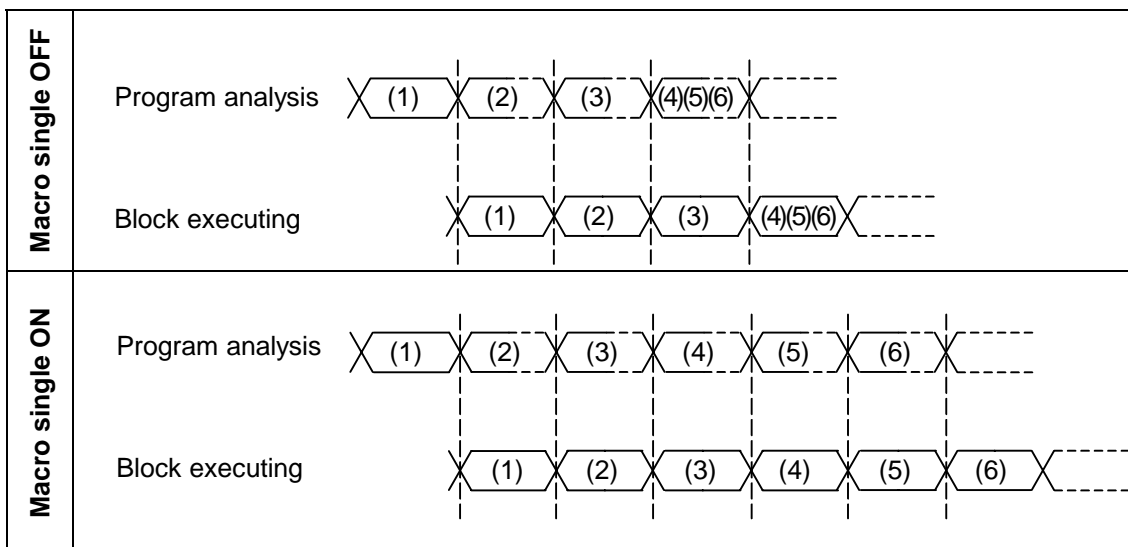 Macro single OFF
Program analysis (1) (2) (3) (4)(5)(6)
Block executing (1) (2) (3) (4)(5)(6)
Macro single ON
Program analysis (1) (2) (3) (4) (5) (6)
Block executing (1) (2) (3) (4) (5) (6)